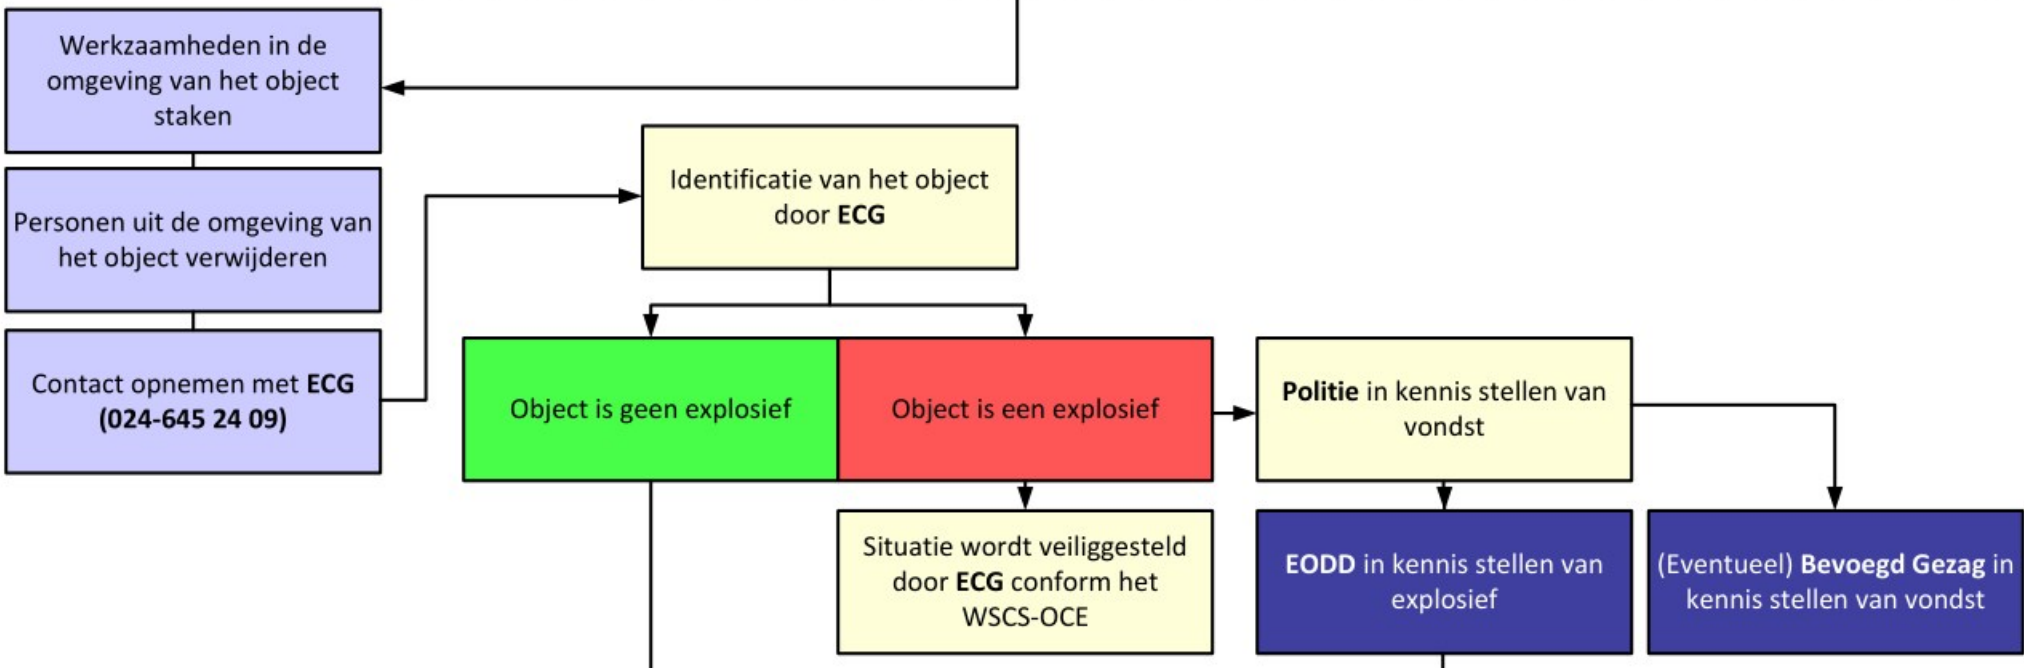 Werkzaamheden in de
omgeving van het object
staken
Personen uit de omgeving van
het object verwijderen
Contact opnemen met ECG
(024-645 24 09)
Identificatie van het object
door ECG
Object is geen explosief
Object is een explosief
Situatie wordt veiliggesteld
door ECG conform het
WSCS-OCE
Politie in kennis stellen van
vondst
EODD in kennis stellen van
explosief
(Eventueel) Bevoegd Gezag in
kennis stellen van vondst